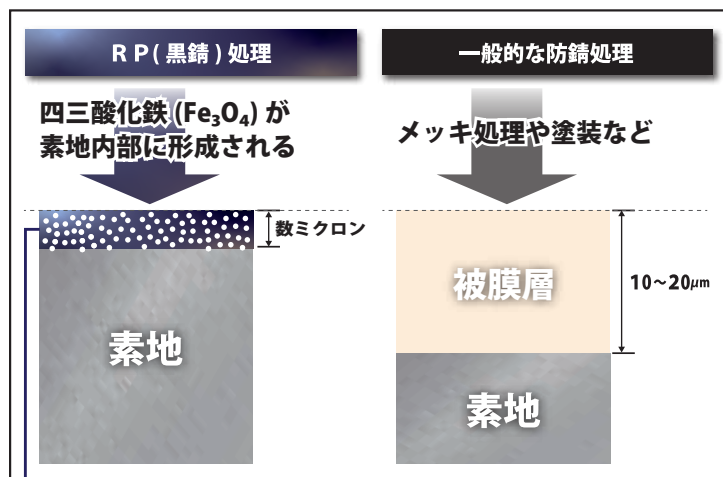 RP(黒錆)処理
四三酸化鉄(Fe₃O₄)が
素地内部に形成される
数ミクロン
素地
一般的な防錆処理
メッキ処理や塗装など
被膜層
10〜20μm
素地